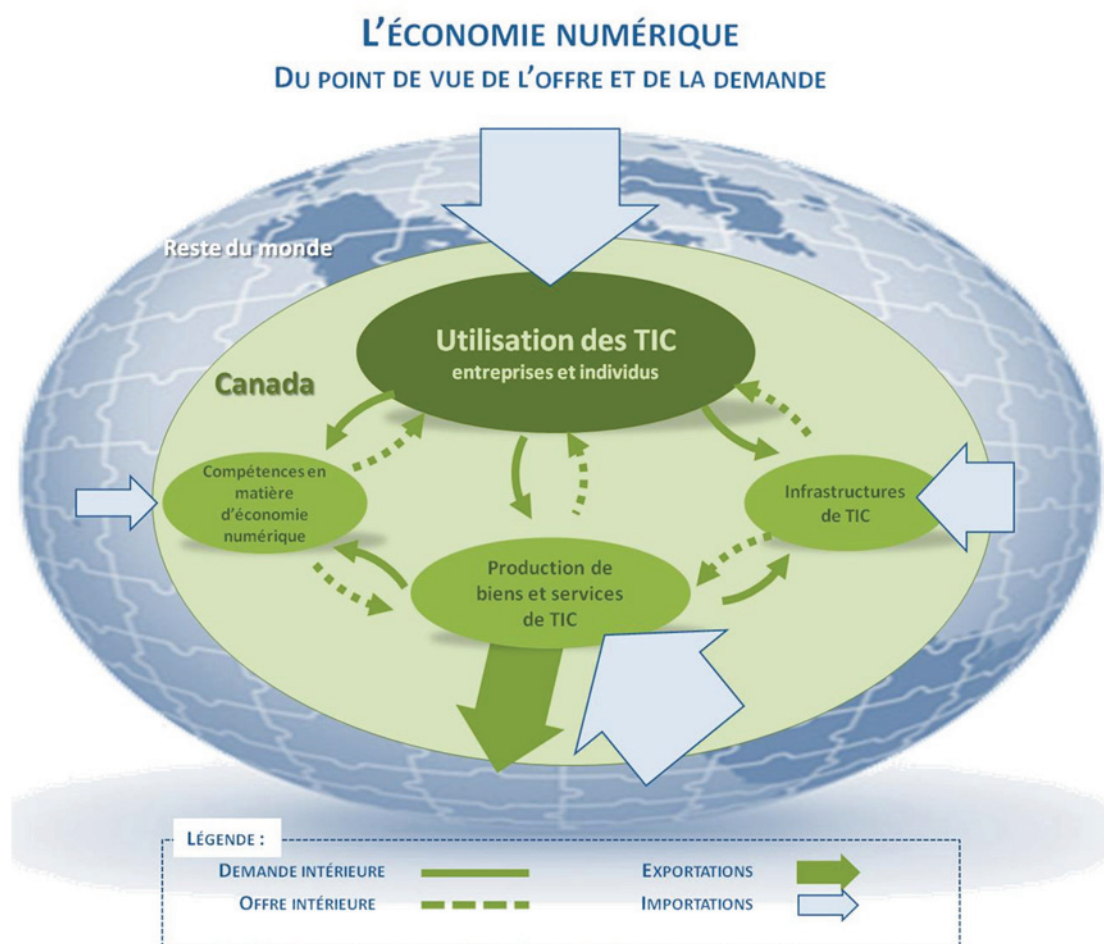 L'ÉCONOMIE NUMÉRIQUE
DU POINT DE VUE DE L'OFFRE ET DE LA DEMANDE
Reste du monde
Canada
Utilisation des TIC
entreprises et individus
Compétences en
matière
d'économie
numérique
Infrastructures
de TIC
Production de
biens et services
de TIC
LÉGENDE :
DEMANDE INTÉRIEURE
EXPORTATIONS
OFFRE INTÉRIEURE
IMPORTATIONS